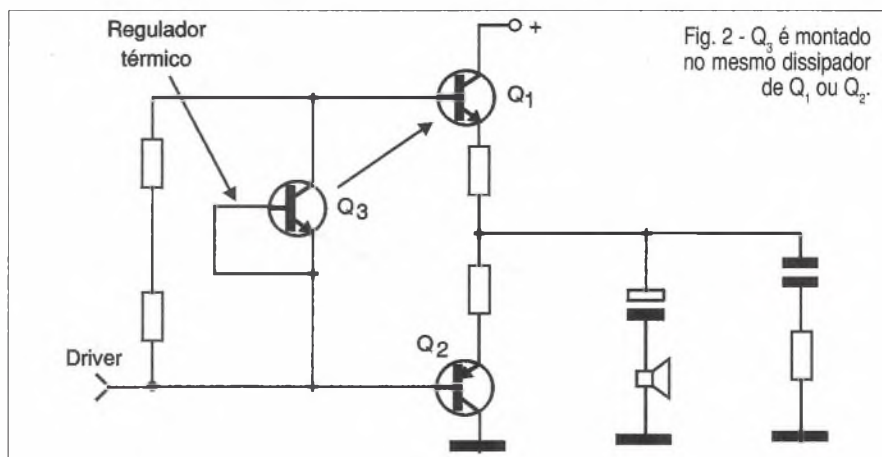 Regulador
térmico
Fig. 2 - Q₃ é montado
no mesmo dissipador
de Q₁ ou Q₂.
+
Q₁
Q₃
Q₂
Driver